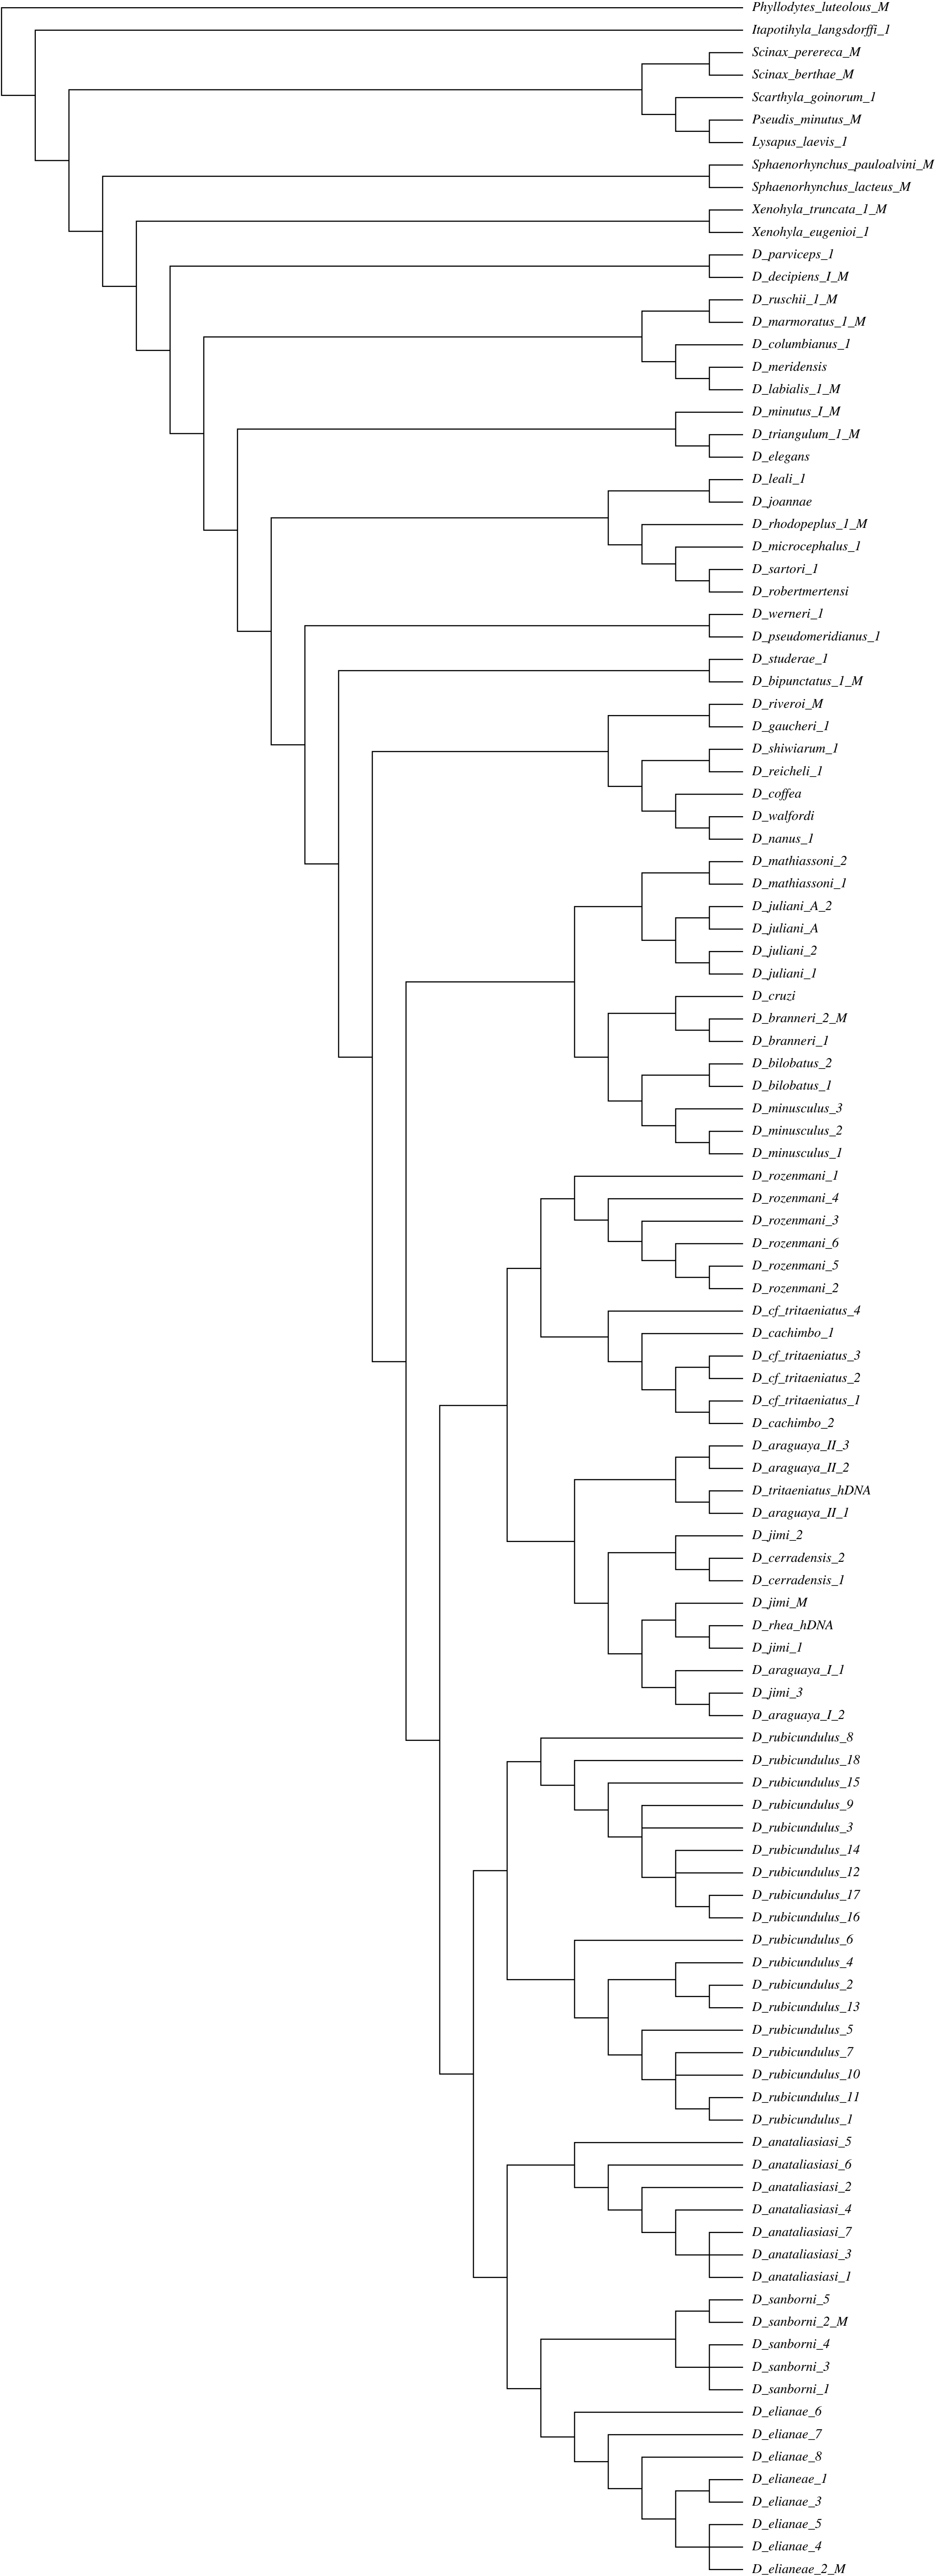 Phyllodytes_luteolous_M
Itapotihyla_langsdorffi_1
Scinax_perereca_M
Scinax_berthae_M
Scarthyla_goinorum_1
Pseudis_minutus_M
Lysapus_laevis_1
Sphaenorhynchus_pauloalvini_M
Sphaenorhynchus_lacteus_M
Xenohyla_truncata_1_M
Xenohyla_eugenioi_1
D_parviceps_1
D_decipiens_I_M
D_ruschii_1_M
D_marmoratus_1_M
D_columbianus_1
D_meridensis
D_labialis_1_M
D_minutus_I_M
D_triangulum_1_M
D_elegans
D_leali_1
D_joannae
D_rhodopeplus_1_M
D_microcephalus_1
D_sartori_1
D_robertmertensi
D_werneri_1
D_pseudomeridianus_1
D_studerae_1
D_bipunctatus_1_M
D_riveroi_M
D_gaucheri_1
D_shiwiarum_1
D_reicheli_1
D_coffea
D_walfordi
D_nanus_1
D_mathiassoni_2
D_mathiassoni_1
D_juliani_A_2
D_juliani_A
D_juliani_2
D_juliani_1
D_cruzi
D_branneri_2_M
D_branneri_1
D_bilobatus_2
D_bilobatus_1
D_minusculus_3
D_minusculus_2
D_minusculus_1
D_rozenmani_1
D_rozenmani_4
D_rozenmani_3
D_rozenmani_6
D_rozenmani_5
D_rozenmani_2
D_cf_tritaeniatus_4
D_cachimbo_1
D_cf_tritaeniatus_3
D_cf_tritaeniatus_2
D_cf_tritaeniatus_1
D_cachimbo_2
D_araguaya_II_3
D_araguaya_II_2
D_tritaeniatus_hDNA
D_araguaya_II_1
D_jimi_2
D_cerradensis_2
D_cerradensis_1
D_jimi_M
D_rhea_hDNA
D_jimi_1
D_araguaya_I_1
D_jimi_3
D_araguaya_I_2
D_rubicundulus_8
D_rubicundulus_18
D_rubicundulus_15
D_rubicundulus_9
D_rubicundulus_3
D_rubicundulus_14
D_rubicundulus_12
D_rubicundulus_17
D_rubicundulus_16
D_rubicundulus_6
D_rubicundulus_4
D_rubicundulus_2
D_rubicundulus_13
D_rubicundulus_5
D_rubicundulus_7
D_rubicundulus_10
D_rubicundulus_11
D_rubicundulus_1
D_anataliasiasi_5
D_anataliasiasi_6
D_anataliasiasi_2
D_anataliasiasi_4
D_anataliasiasi_7
D_anataliasiasi_3
D_anataliasiasi_1
D_sanborni_5
D_sanborni_2_M
D_sanborni_4
D_sanborni_3
D_sanborni_1
D_elianae_6
D_elianae_7
D_elianae_8
D_elianeae_1
D_elianae_3
D_elianae_5
D_elianae_4
D_elianeae_2_M